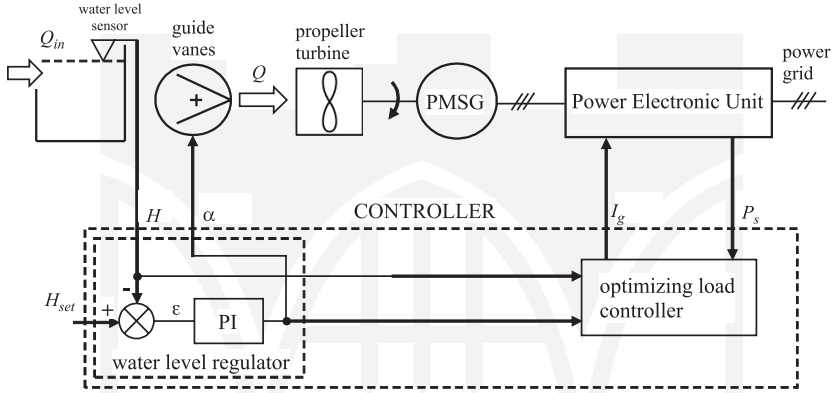 water level
sensor
Q_in
guide
vanes
Q
propeller
turbine
PMSG
Power Electronic Unit
power
grid
H
α
CONTROLLER
I_g
P_s
H_set
+
-
ε
PI
water level regulator
optimizing load
controller
+